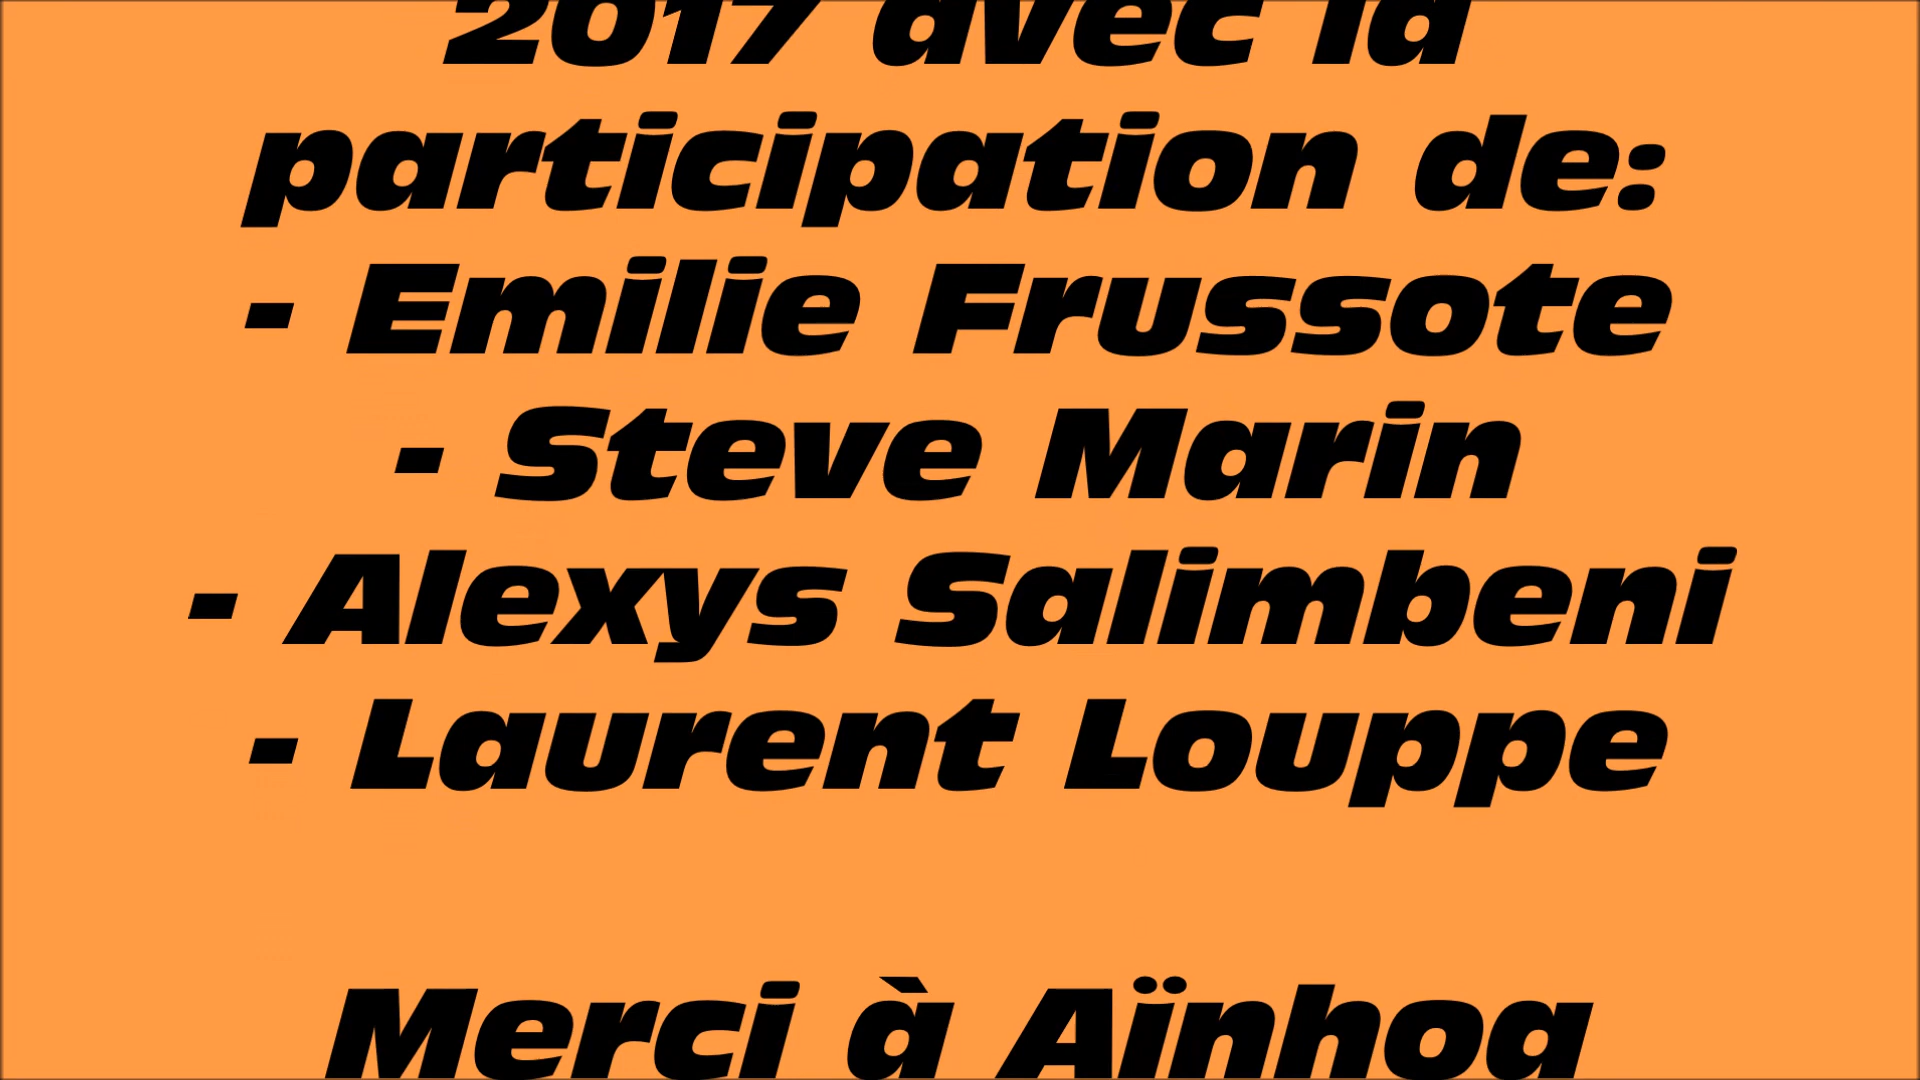 2017 avec la
participation de:
- Emilie Frussote
- Steve Marin
- Alexys Salimbeni
- Laurent Louppe
Merci à Aïnhoa